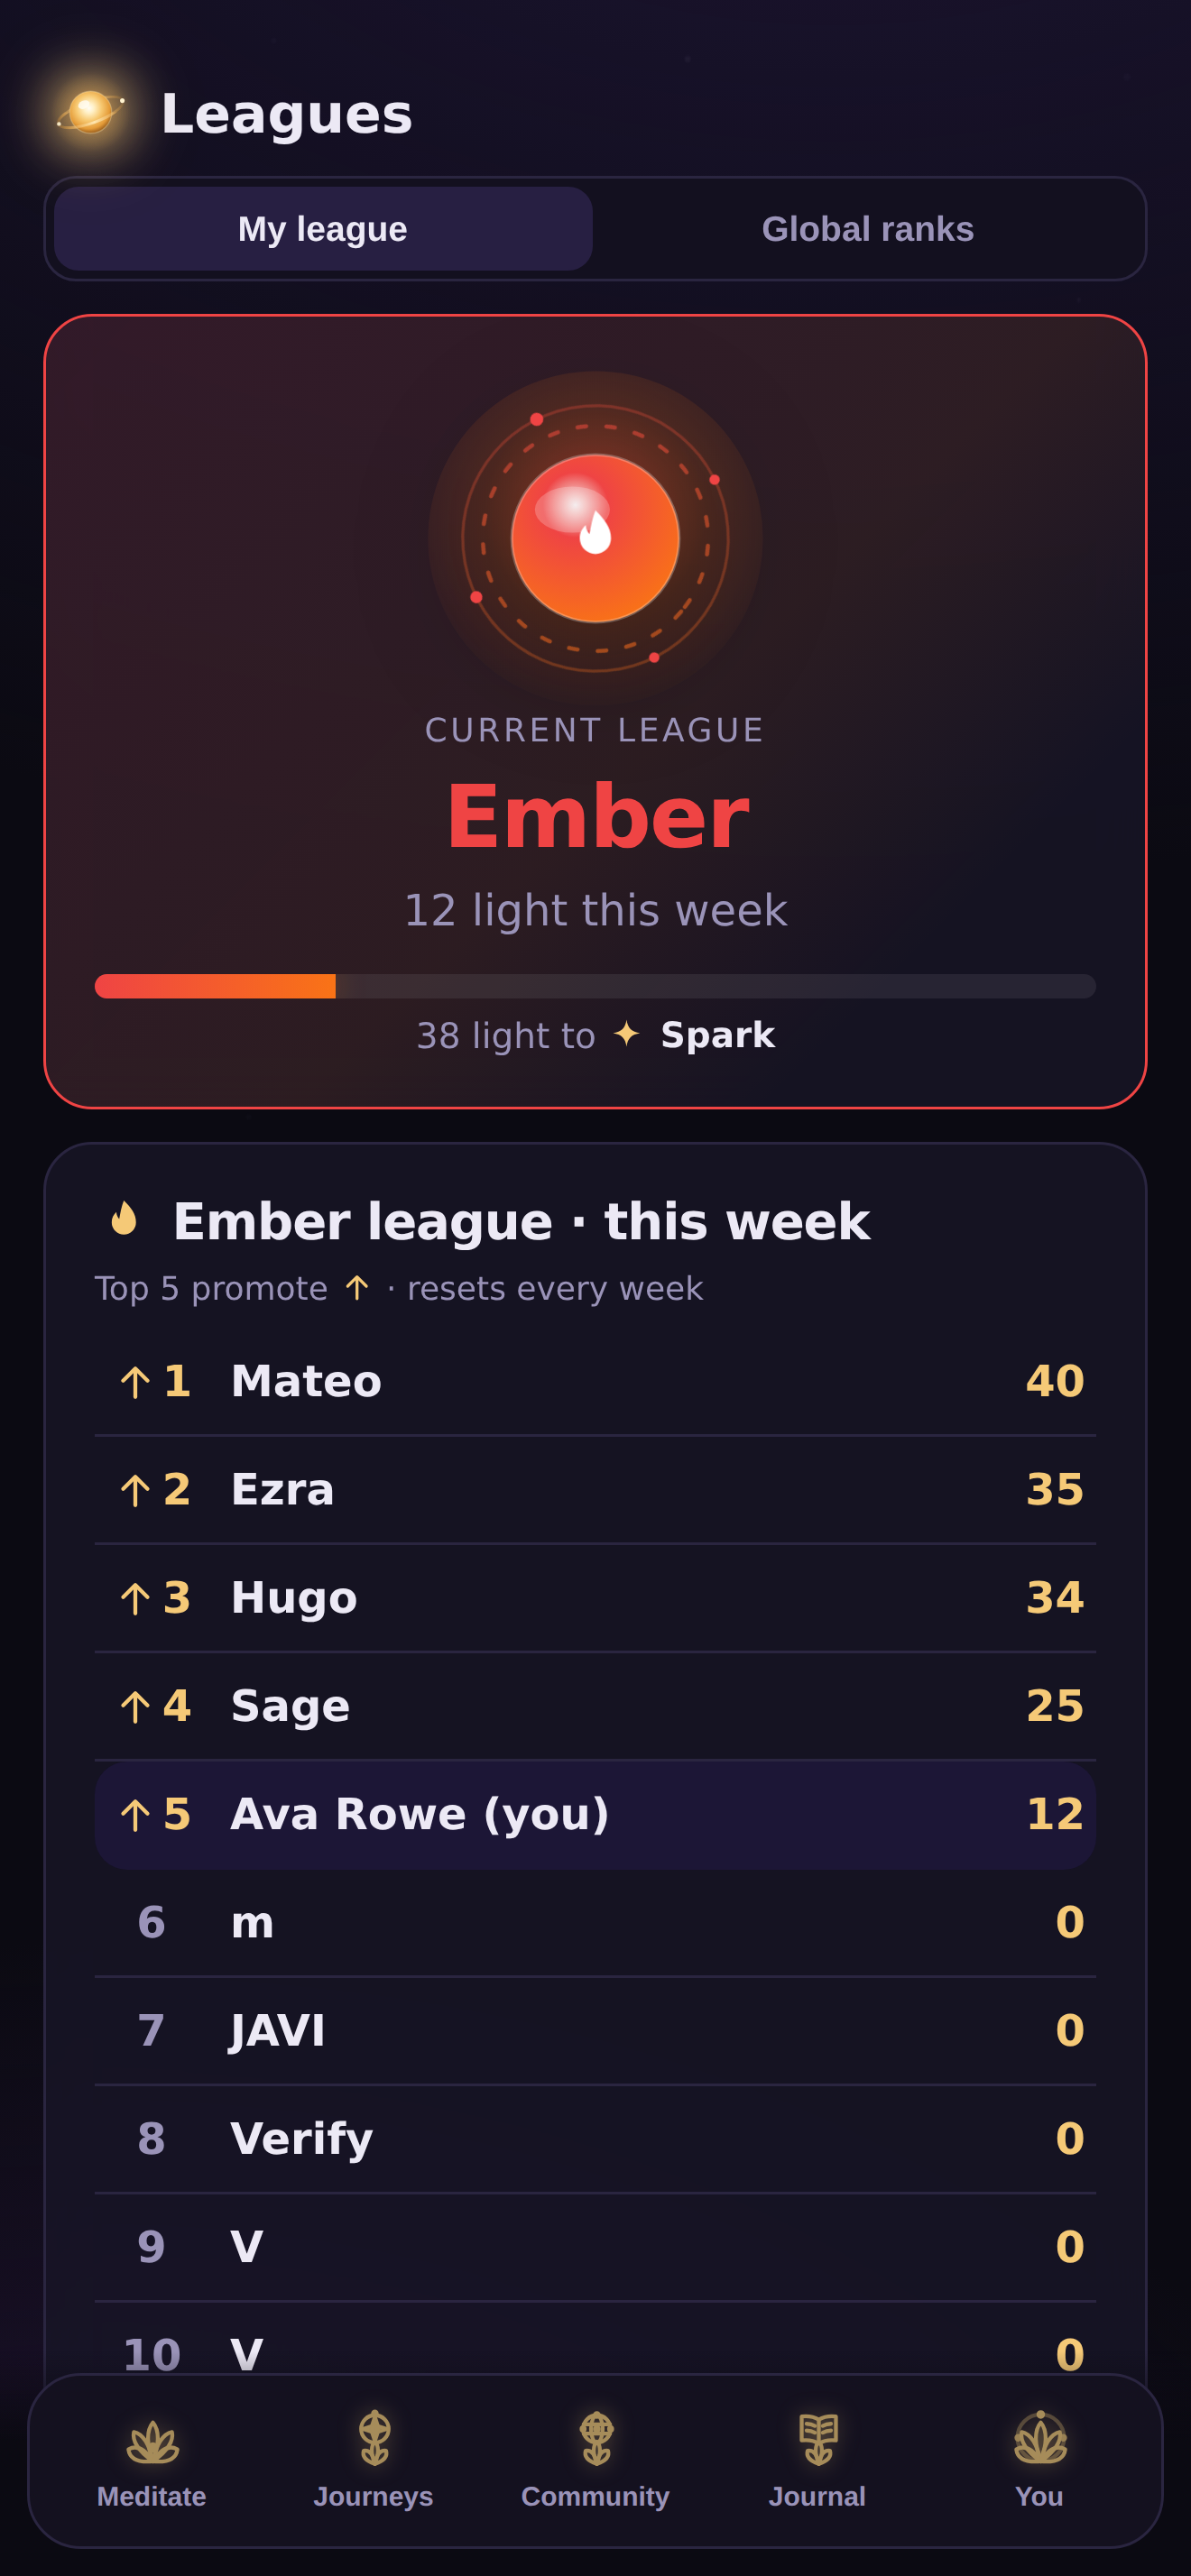 Leagues
My league
Global ranks
CURRENT LEAGUE
Ember
12 light this week
38 light to Spark
Ember league · this week
Top 5 promote ↑ · resets every week
↑ 1 Mateo 40
↑ 2 Ezra 35
↑ 3 Hugo 34
↑ 4 Sage 25
↑ 5 Ava Rowe (you) 12
6 m 0
7 JAVI 0
8 Verify 0
9 V 0
10 V 0
Meditate
Journeys
Community
Journal
You